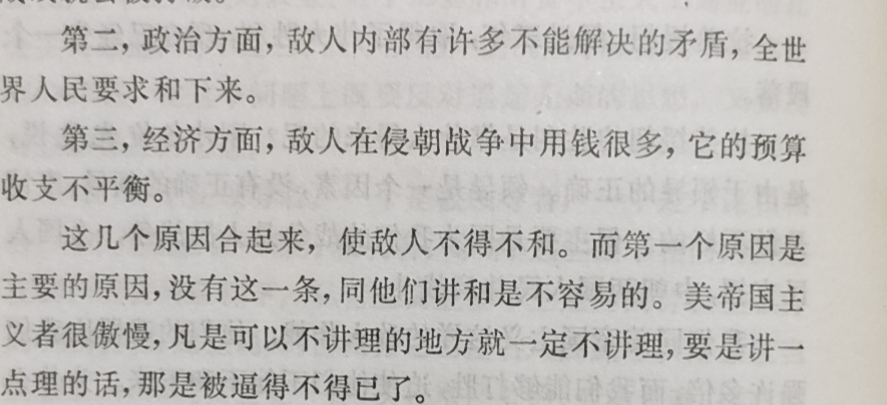 第二，政治方面，敌人内部有许多不能解决的矛盾，全世
界人民要求和下来。
第三，经济方面，敌人在侵朝战争中用钱很多，它的预算
收支不平衡。
这几个原因合起来，使敌人不得不和。而第一个原因是
主要的原因，没有这一条，同他们讲和是不容易的。美帝国主
义者很傲慢，凡是可以不讲理的地方就一定不讲理，要是讲一
点理的话，那是被逼得不得已了。